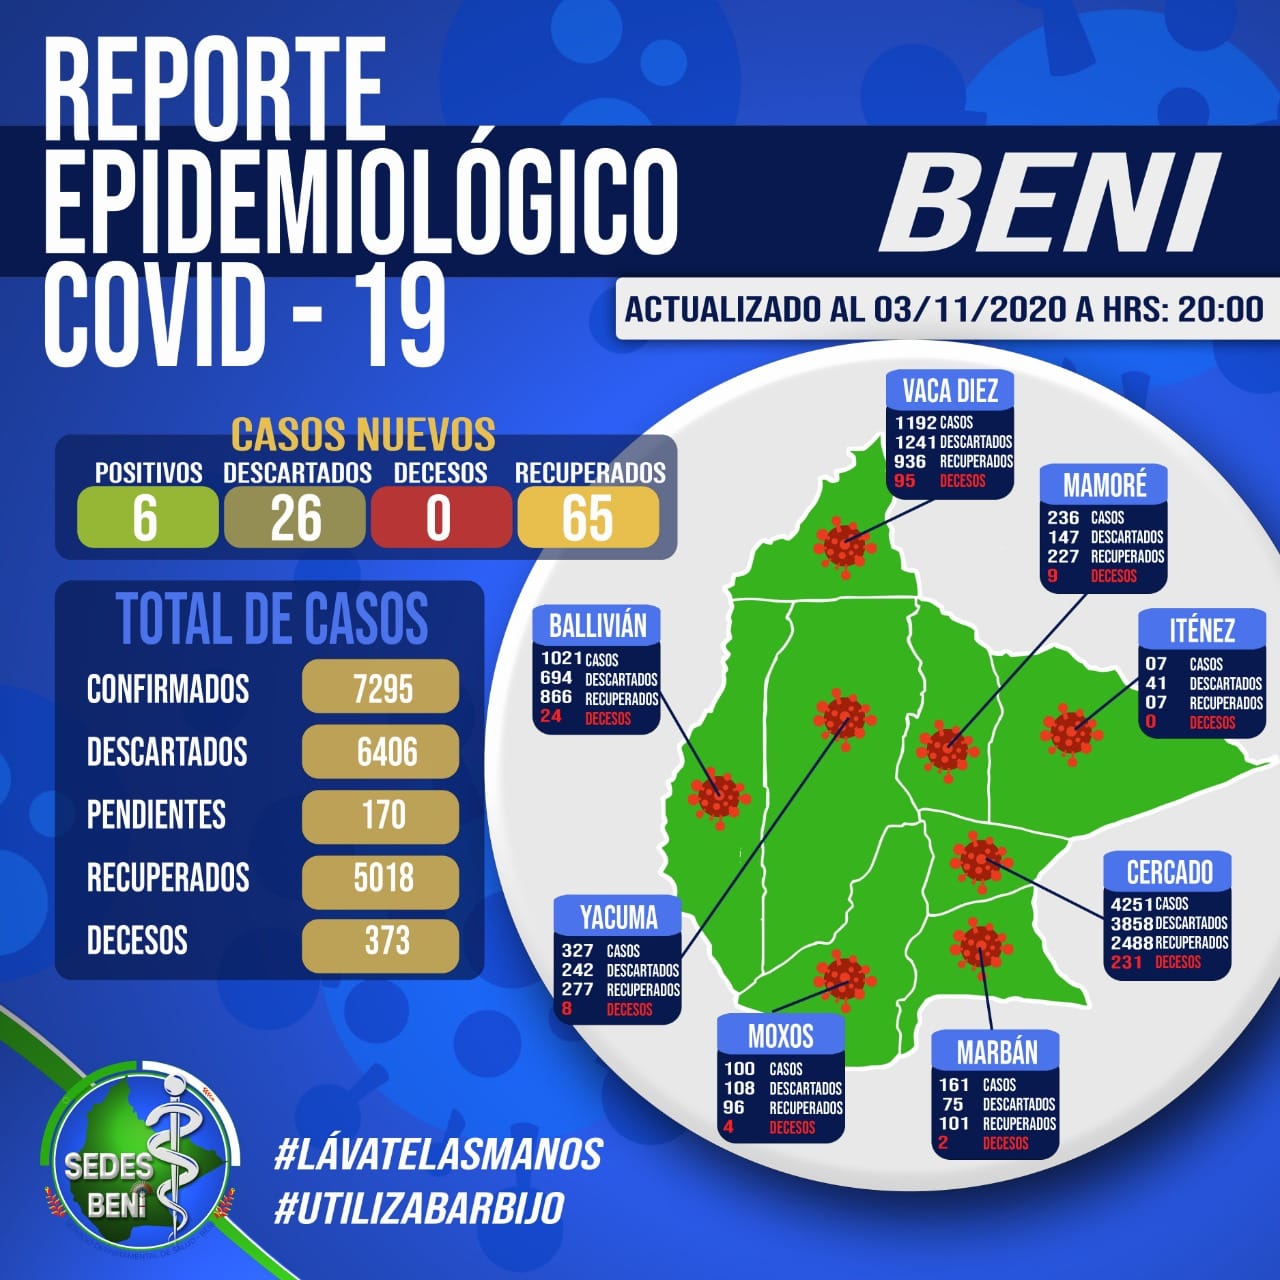 REPORTE
EPIDEMIOLÓGICO
COVID - 19
BENI
ACTUALIZADO AL 03/11/2020 A HRS: 20:00
CASOS NUEVOS
POSITIVOS DESCARTADOS DECESOS RECUPERADOS
6 26 0 65
TOTAL DE CASOS
CONFIRMADOS 7295
DESCARTADOS 6406
PENDIENTES 170
RECUPERADOS 5018
DECESOS 373
VACA DIEZ
1192 CASOS
1241 DESCARTADOS
936 RECUPERADOS
95 DECESOS
MAMORÉ
236 CASOS
147 DESCARTADOS
227 RECUPERADOS
9 DECESOS
BALLIVIÁN
1021 CASOS
694 DESCARTADOS
866 RECUPERADOS
24 DECESOS
ITÉNEZ
07 CASOS
41 DESCARTADOS
07 RECUPERADOS
0 DECESOS
CERCADO
4251 CASOS
3858 DESCARTADOS
2488 RECUPERADOS
231 DECESOS
YACUMA
327 CASOS
242 DESCARTADOS
277 RECUPERADOS
8 DECESOS
MOXOS
100 CASOS
108 DESCARTADOS
96 RECUPERADOS
4 DECESOS
MARBÁN
161 CASOS
75 DESCARTADOS
101 RECUPERADOS
2 DECESOS
SEDES
BENI
#LÁVATELASMANOS
#UTILIZABARBIJO